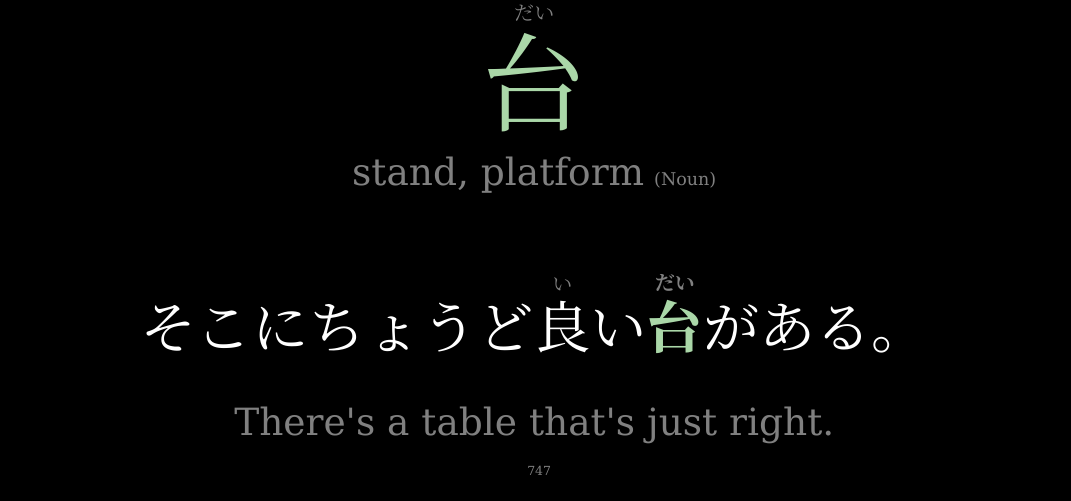 だい
台
stand, platform (Noun)
い だい
そこにちょうど良い台がある。
There's a table that's just right.
747